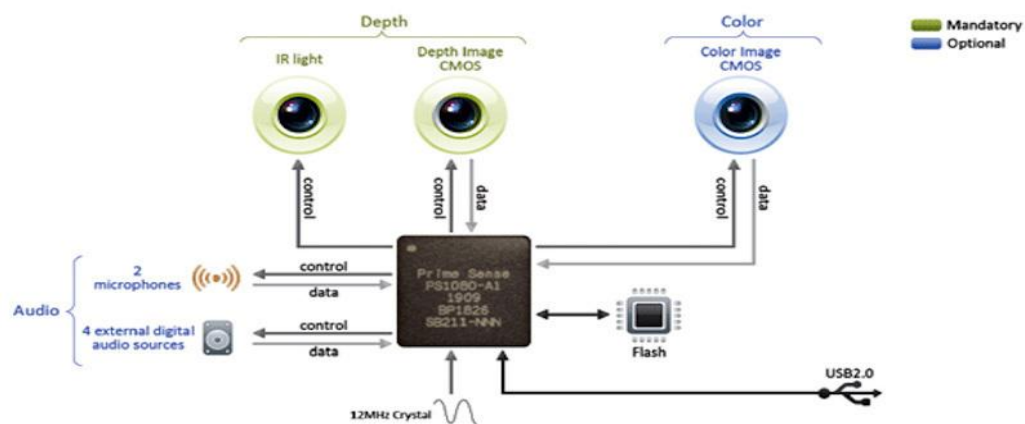 Depth
Color
Mandatory
Optional
IR light
Depth Image
CMOS
Color Image
CMOS
control
control
data
control
data
Prime Sense
PS1080-A1
1909
BP1826
SB211-NNN
2
microphones
control
data
Audio
4 external digital
audio sources
control
data
Flash
USB2.0
12MHz Crystal